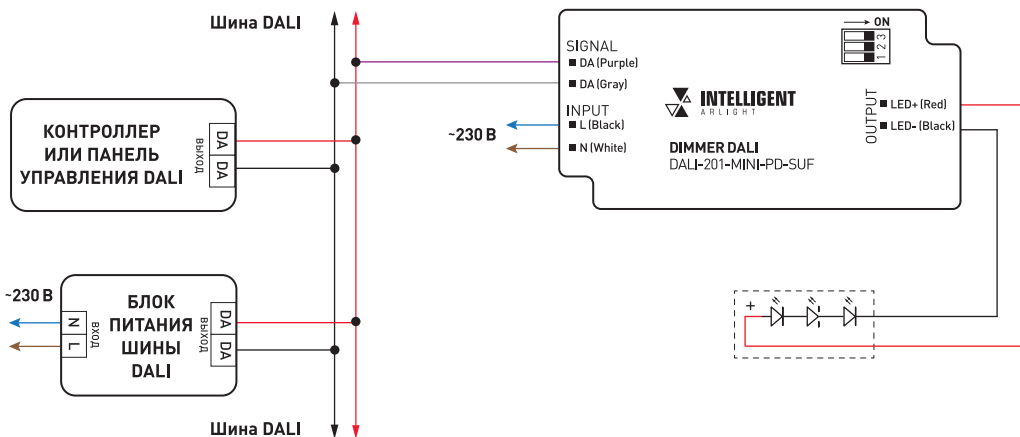 Шина DALI
КОНТРОЛЛЕР
ИЛИ ПАНЕЛЬ
УПРАВЛЕНИЯ DALI
DA
DA
ВЫХОД
~230 В
N
L
ВХОД
БЛОК
ПИТАНИЯ
ШИНЫ
DALI
DA
DA
ВЫХОД
Шина DALI
SIGNAL
DA (Purple)
DA (Gray)
INPUT
L (Black)
N (White)
~230 В
INTELLIGENT
ARLIGHT
DIMMER DALI
DALI-201-MINI-PD-SUF
ON
1 2 3
OUTPUT
LED+ (Red)
LED- (Black)
+